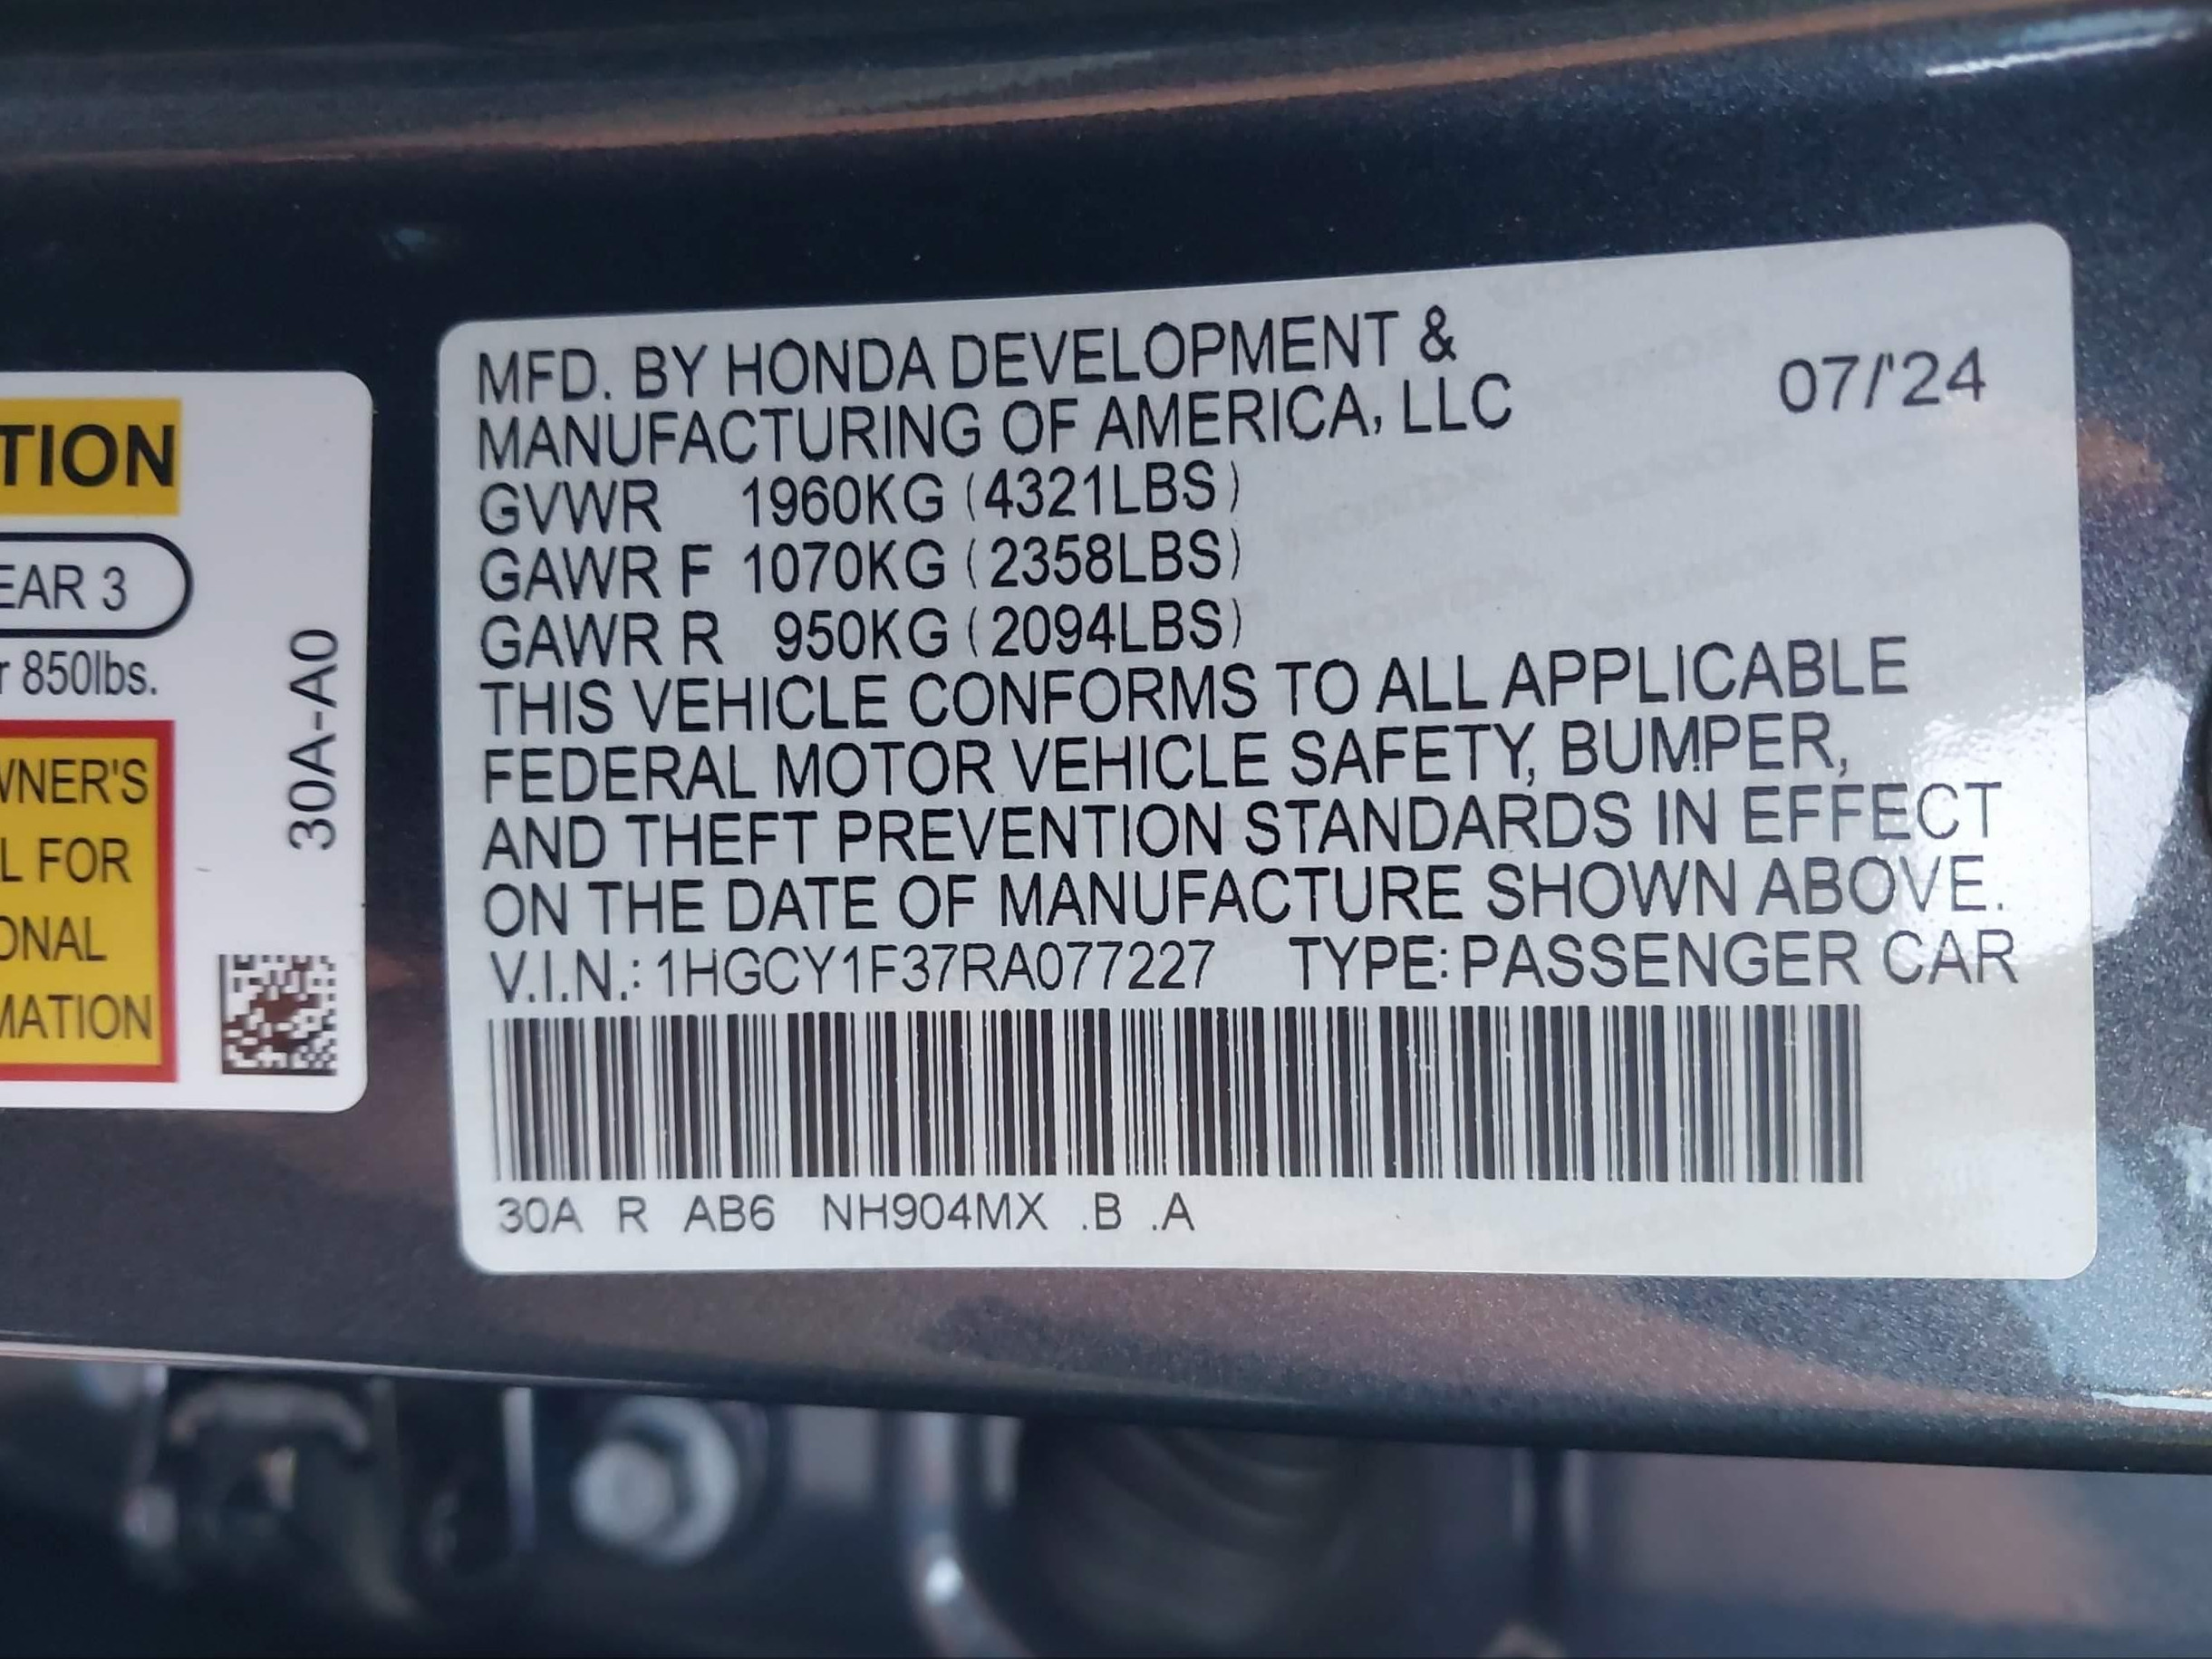 TION
EAR 3
r 850lbs.
WNER'S
L FOR
ONAL
MATION
30A-A0
MFD. BY HONDA DEVELOPMENT &
MANUFACTURING OF AMERICA, LLC
07/'24
GVWR 1960KG (4321LBS)
GAWR F 1070KG (2358LBS)
GAWR R 950KG (2094LBS)
THIS VEHICLE CONFORMS TO ALL APPLICABLE
FEDERAL MOTOR VEHICLE SAFETY, BUMPER,
AND THEFT PREVENTION STANDARDS IN EFFECT
ON THE DATE OF MANUFACTURE SHOWN ABOVE.
V.I.N.: 1HGCY1F37RA077227 TYPE: PASSENGER CAR
30A R AB6 NH904MX .B .A